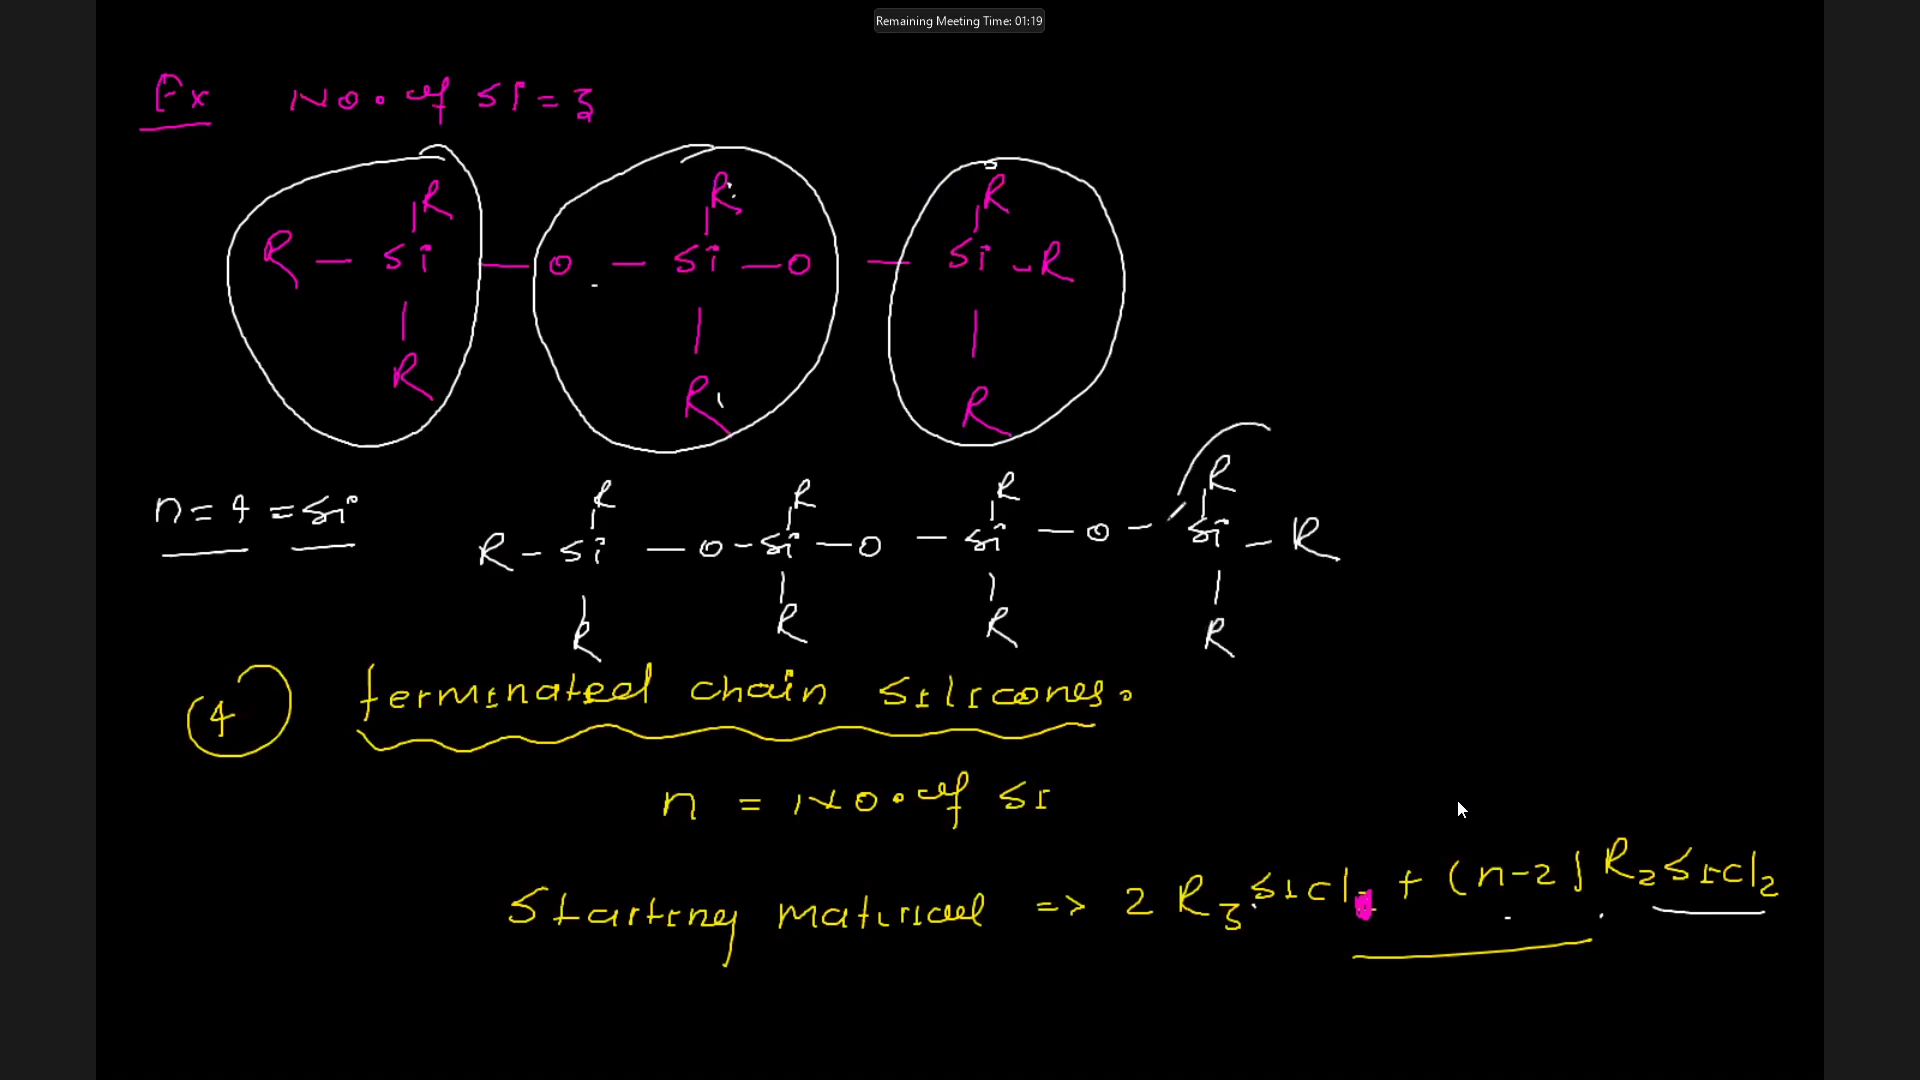 Remaining Meeting Time: 01:19
Ex No. of Si = 3
R R R
R - Si - O - Si - O - Si - R
R R R
n = 4 = Si
R R R R
R - Si - O - Si - O - Si - O - Si - R
R R R R
4 terminated chain Silicones.
n = No. of Si
Starting material => 2 R3SiCl + (n-2) R2SiCl2